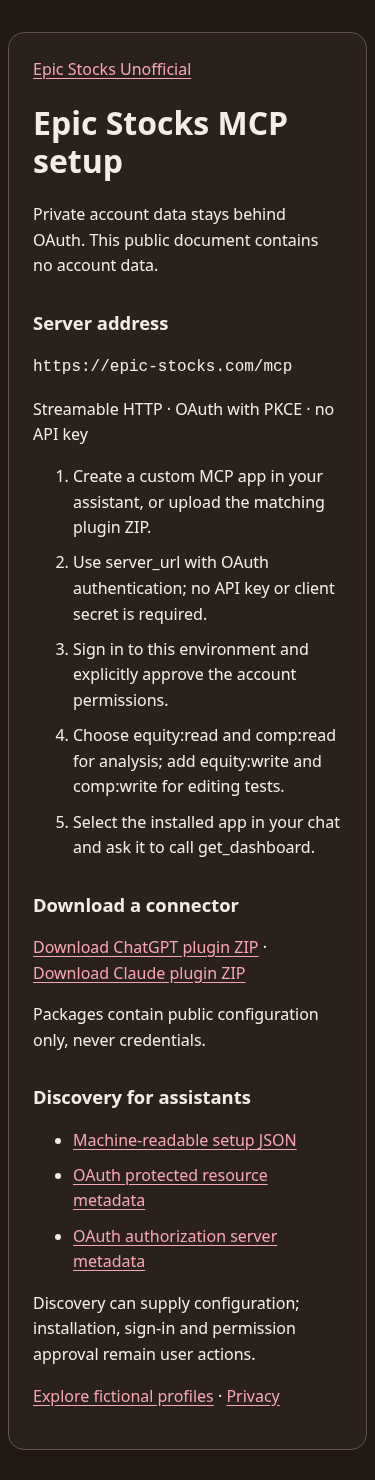 Epic Stocks Unofficial
Epic Stocks MCP
setup
Private account data stays behind
OAuth. This public document contains
no account data.
Server address
https://epic-stocks.com/mcp
Streamable HTTP · OAuth with PKCE · no
API key
1. Create a custom MCP app in your
assistant, or upload the matching
plugin ZIP.
2. Use server_url with OAuth
authentication; no API key or client
secret is required.
3. Sign in to this environment and
explicitly approve the account
permissions.
4. Choose equity:read and comp:read
for analysis; add equity:write and
comp:write for editing tests.
5. Select the installed app in your chat
and ask it to call get_dashboard.
Download a connector
Download ChatGPT plugin ZIP ·
Download Claude plugin ZIP
Packages contain public configuration
only, never credentials.
Discovery for assistants
• Machine-readable setup JSON
• OAuth protected resource
metadata
• OAuth authorization server
metadata
Discovery can supply configuration;
installation, sign-in and permission
approval remain user actions.
Explore fictional profiles · Privacy